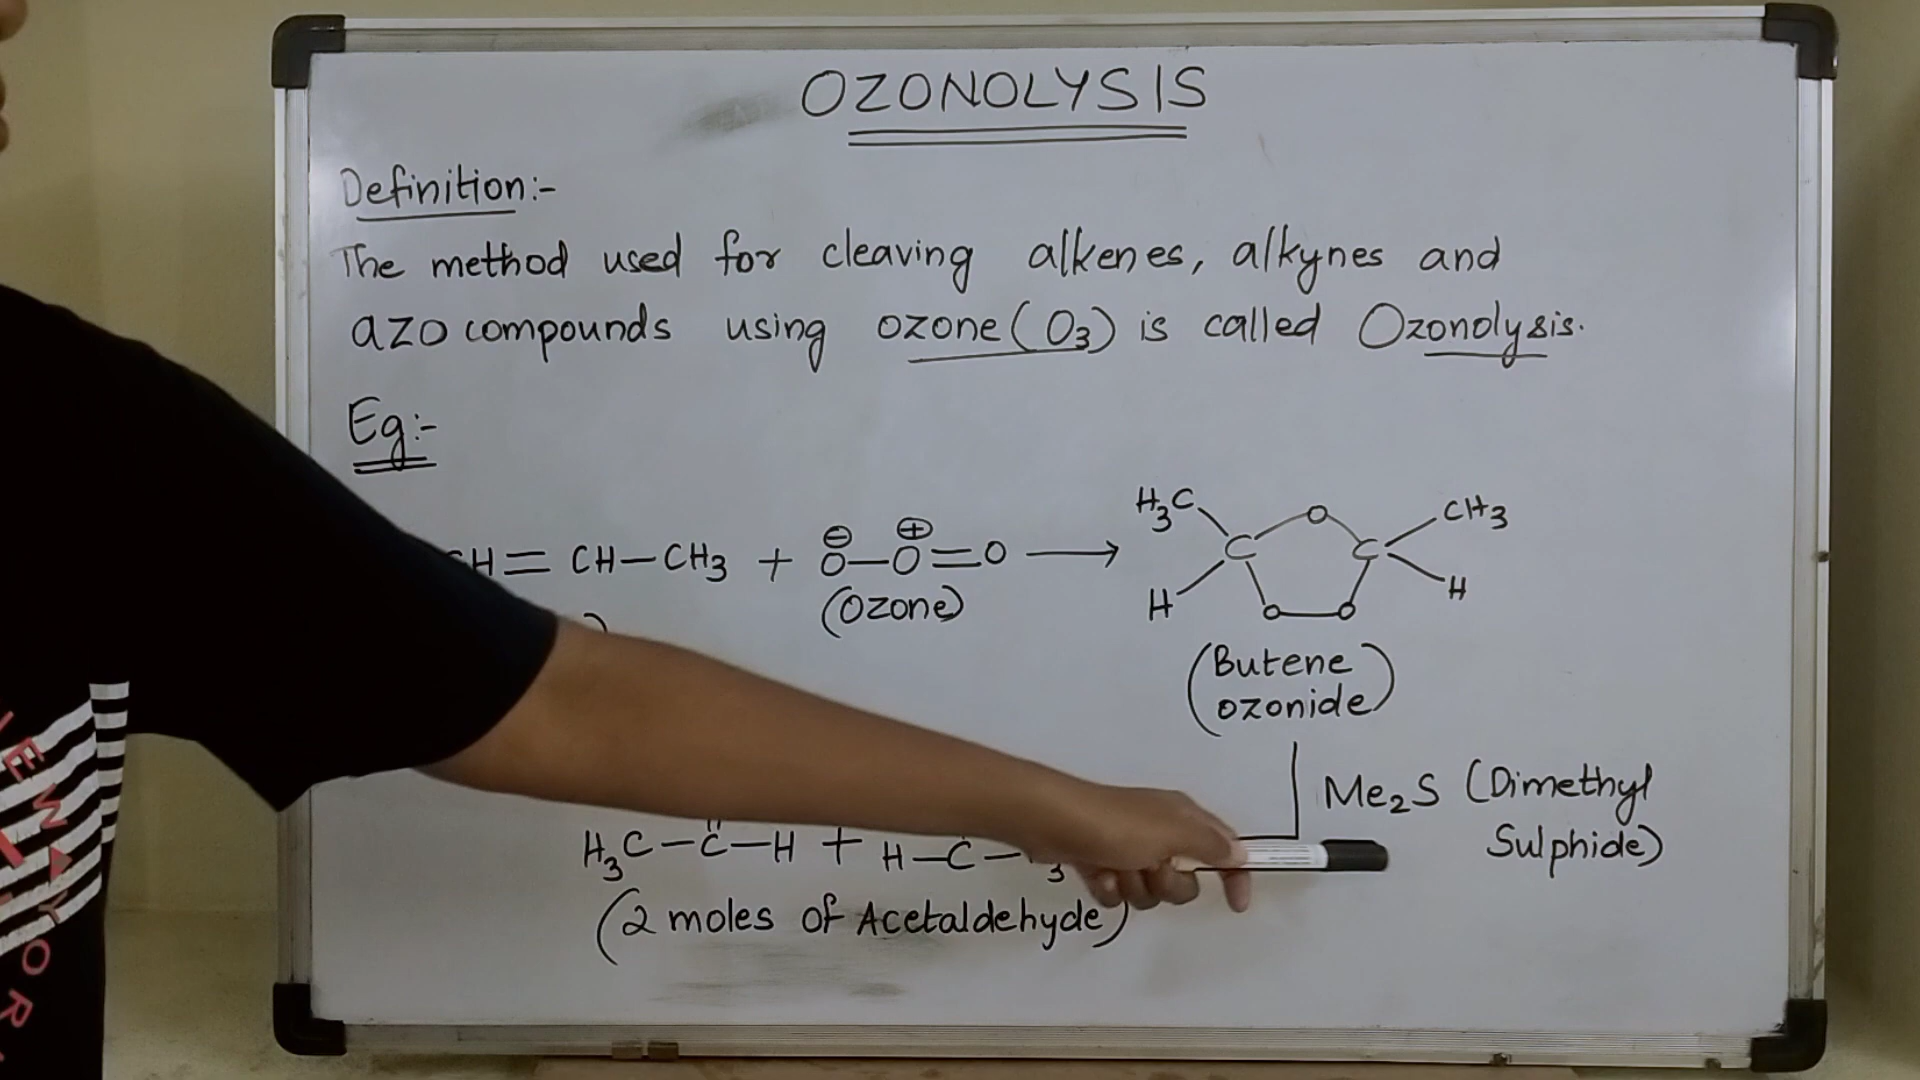 OZONOLYSIS
Definition:-
The method used for cleaving alkenes, alkynes and
azo compounds using ozone (O3) is called Ozonolysis.
Eg:-
H3C CH3
H = CH-CH3 + O-O=O → C O C
(Ozone) H O O H
(Butene
ozonide)
Me2S (Dimethyl
Sulphide)
H3C-C-H + H-C-
(2 moles of Acetaldehyde)